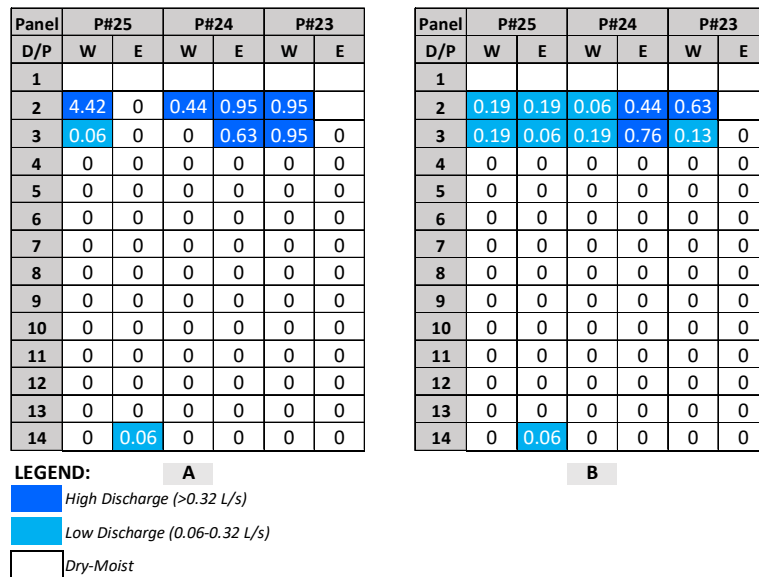 Panel P#25 P#24 P#23 Panel P#25 P#24 P#23
D/P W E W E W E D/P W E W E W E
1 1
2 4.42 0 0.44 0.95 0.95 2 0.19 0.19 0.06 0.44 0.63
3 0.06 0 0 0.63 0.95 0 3 0.19 0.06 0.19 0.76 0.13 0
4 0 0 0 0 0 0 4 0 0 0 0 0 0
5 0 0 0 0 0 0 5 0 0 0 0 0 0
6 0 0 0 0 0 0 6 0 0 0 0 0 0
7 0 0 0 0 0 0 7 0 0 0 0 0 0
8 0 0 0 0 0 0 8 0 0 0 0 0 0
9 0 0 0 0 0 0 9 0 0 0 0 0 0
10 0 0 0 0 0 0 10 0 0 0 0 0 0
11 0 0 0 0 0 0 11 0 0 0 0 0 0
12 0 0 0 0 0 0 12 0 0 0 0 0 0
13 0 0 0 0 0 0 13 0 0 0 0 0 0
14 0 0.06 0 0 0 0 14 0 0.06 0 0 0 0
LEGEND: A B
High Discharge (>0.32 L/s)
Low Discharge (0.06-0.32 L/s)
Dry-Moist